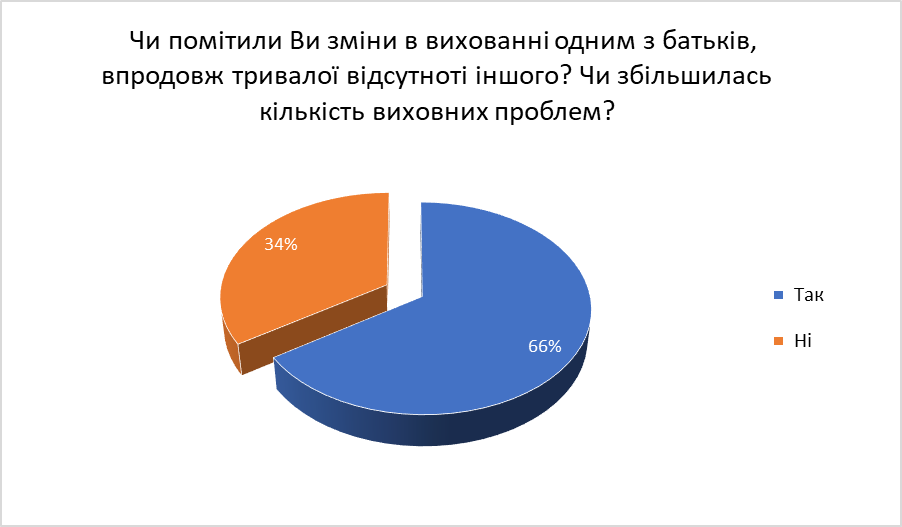 Чи помітили Ви зміни в вихованні одним з батьків,
впродовж тривалої відсутноті іншого? Чи збільшилась
кількість виховних проблем?
34%
66%
Так
Ні